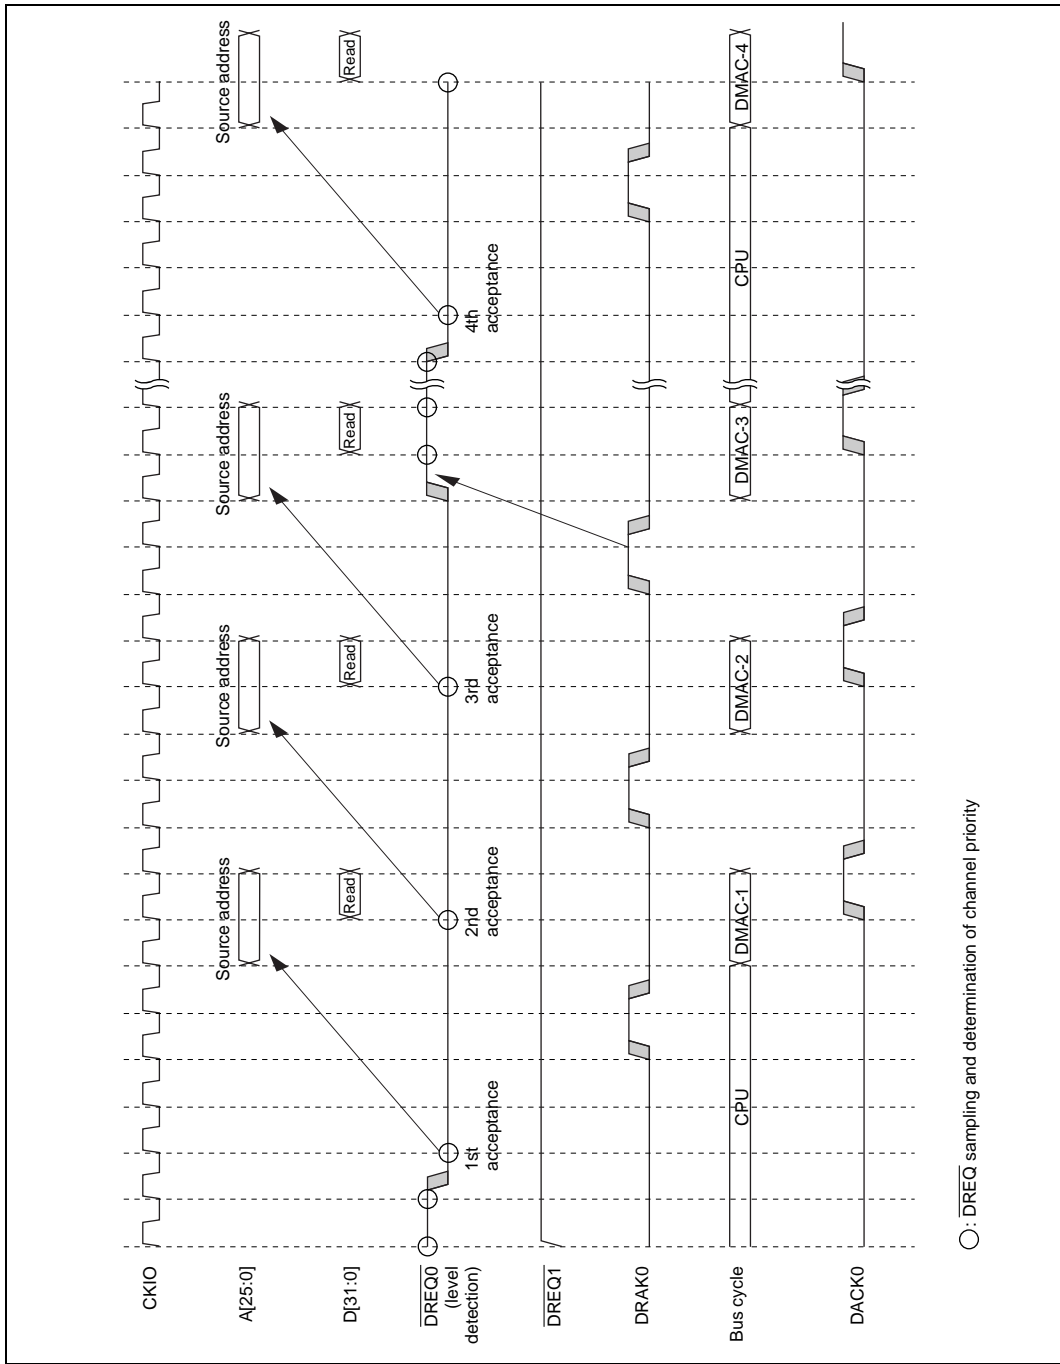 CKIO
A[25:0]
Source address
Source address
Source address
Source address
D[31:0]
Read
Read
Read
Read
DREQ0
(level
detection)
1st
acceptance
2nd
acceptance
3rd
acceptance
4th
acceptance
DREQ1
DRAK0
Bus cycle
CPU
DMAC-1
DMAC-2
DMAC-3
CPU
DMAC-4
DACK0
: DREQ sampling and determination of channel priority